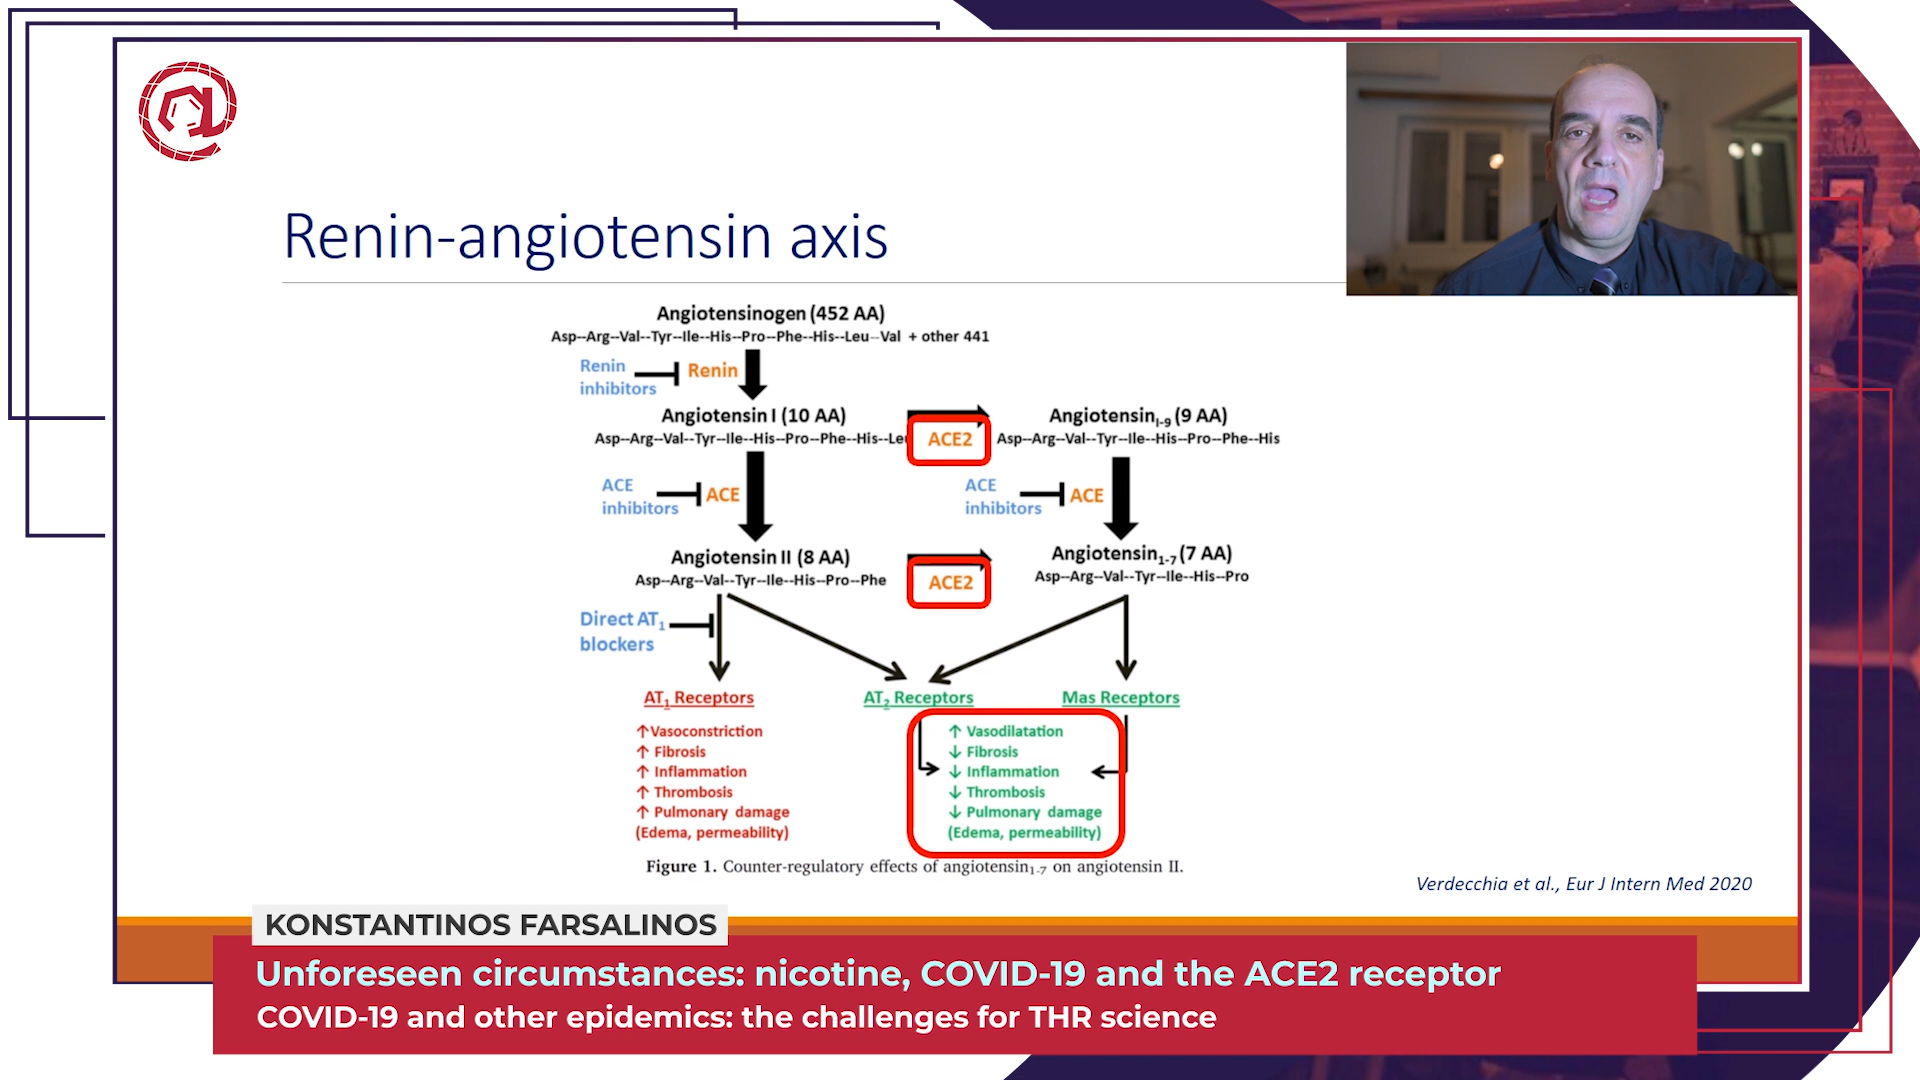 Renin-angiotensin axis
Angiotensinogen (452 AA)
Asp--Arg--Val--Tyr--Ile--His--Pro--Phe--His--Leu--Val + other 441
Renin inhibitors
Renin
Angiotensin I (10 AA)
Asp--Arg--Val--Tyr--Ile--His--Pro--Phe--His--Le
ACE2
Angiotensin I-9 (9 AA)
Asp--Arg--Val--Tyr--Ile--His--Pro--Phe--His
ACE inhibitors
ACE
ACE inhibitors
ACE
Angiotensin II (8 AA)
Asp--Arg--Val--Tyr--Ile--His--Pro--Phe
ACE2
Angiotensin 1-7 (7 AA)
Asp--Arg--Val--Tyr--Ile--His--Pro
Direct AT1 blockers
AT1 Receptors
↑Vasoconstriction
↑ Fibrosis
↑ Inflammation
↑ Thrombosis
↑ Pulmonary damage
(Edema, permeability)
AT2 Receptors
Mas Receptors
↑ Vasodilatation
↓ Fibrosis
↓ Inflammation
↓ Thrombosis
↓ Pulmonary damage
(Edema, permeability)
Figure 1. Counter-regulatory effects of angiotensin1-7 on angiotensin II.
Verdecchia et al., Eur J Intern Med 2020
KONSTANTINOS FARSALINOS
Unforeseen circumstances: nicotine, COVID-19 and the ACE2 receptor
COVID-19 and other epidemics: the challenges for THR science